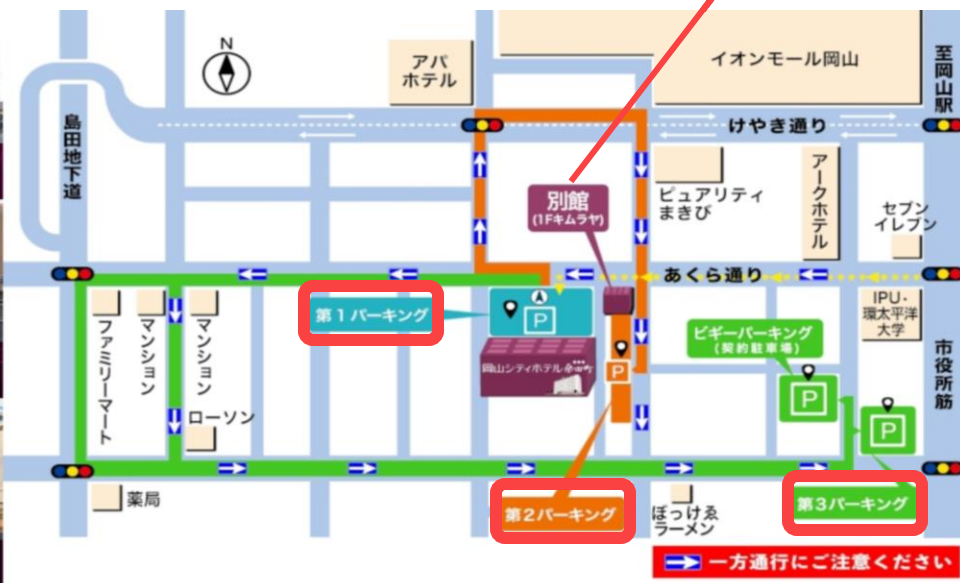 N
アパ
ホテル
イオンモール岡山
至岡山駅
島田地下道
けやき通り
別館
(1Fキムラヤ)
ピュアリティ
まきび
アークホテル
セブン
イレブン
あくら通り
第1パーキング
P
IPU・
環太平洋
大学
ファミリーマート
マンション
マンション
ローソン
岡山シティホテル
P
ビギーパーキング
(契約駐車場)
P
P
市役所筋
薬局
第2パーキング
ぼっけゑ
ラーメン
第3パーキング
一方通行にご注意ください